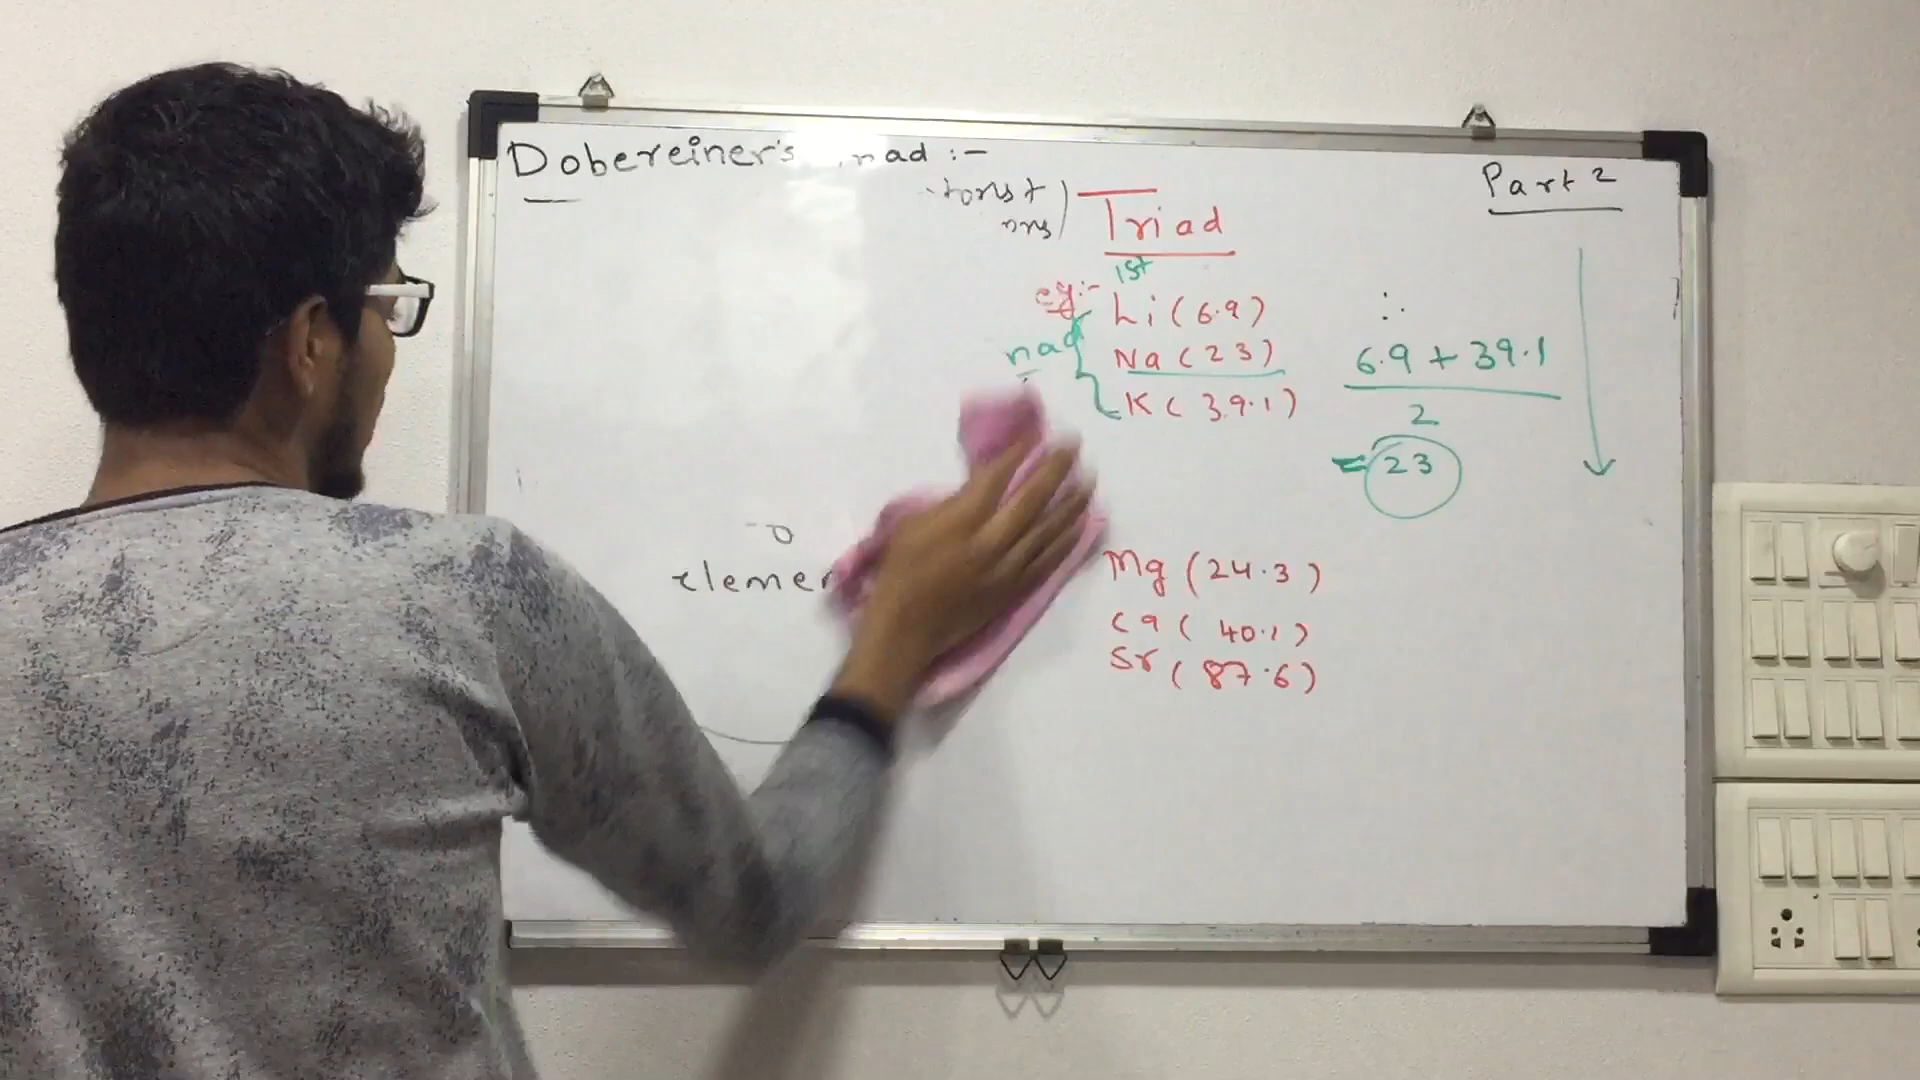 Dobereiner's nad :-
Part 2
Triad
1st
eg:- Li (6.9)
Na (23)
K (39.1)
∴
6.9 + 39.1
2
= 23
elemen
Mg (24.3)
Ca (40.1)
Sr (87.6)